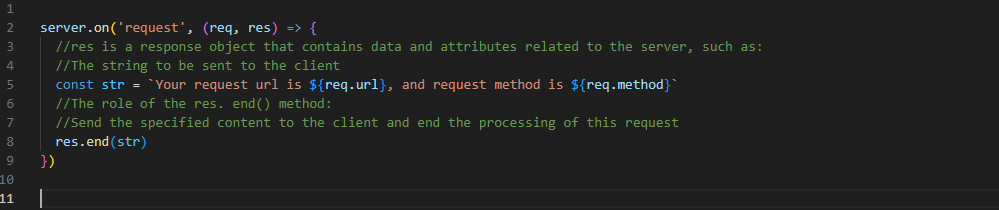 1
2 server.on('request', (req, res) => {
3 //res is a response object that contains data and attributes related to the server, such as:
4 //The string to be sent to the client
5 const str = `Your request url is ${req.url}, and request method is ${req.method}`
6 //The role of the res. end() method:
7 //Send the specified content to the client and end the processing of this request
8 res.end(str)
9 })
10
11